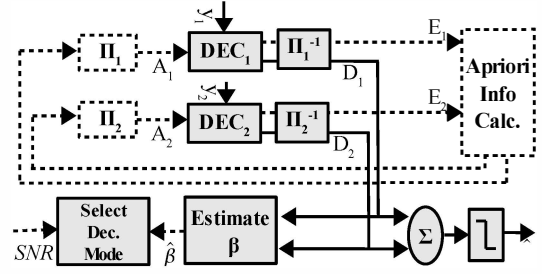 y₁
Π₁
A₁
DEC₁
Π₁⁻¹
E₁
D₁
Apriori
Info
Calc.
y₂
Π₂
A₂
DEC₂
Π₂⁻¹
E₂
D₂
Select
Dec.
Mode
SNR
β̂
Estimate
β
Σ